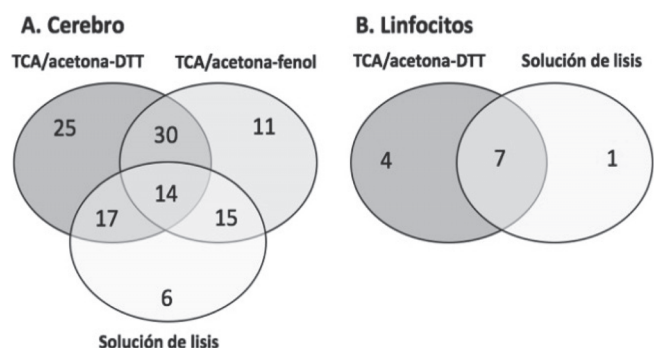 A. Cerebro
TCA/acetona-DTT
TCA/acetona-fenol
25
30
11
14
17
15
6
Solución de lisis
B. Linfocitos
TCA/acetona-DTT
Solución de lisis
4
7
1